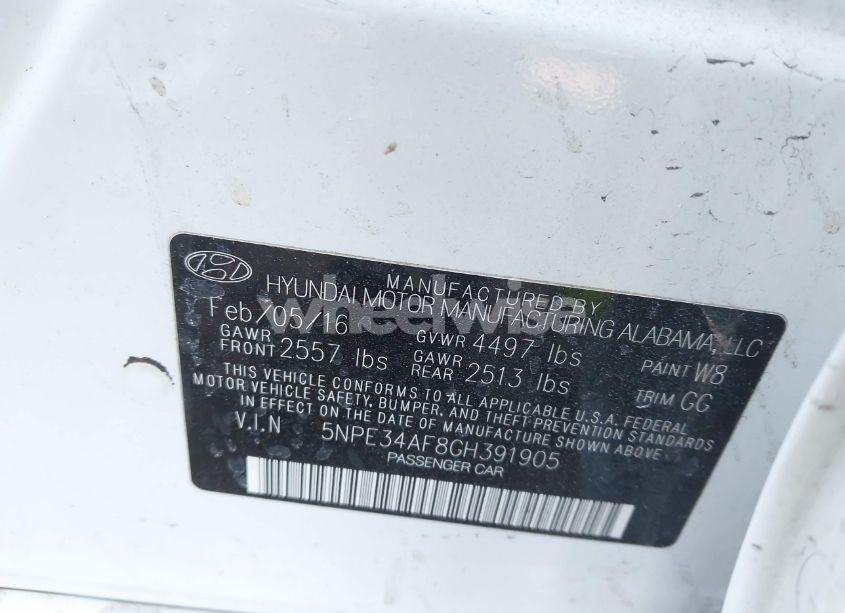 MANUFACTURED BY
HYUNDAI MOTOR MANUFACTURING ALABAMA, LLC
Feb/05/16 GVWR 4497 lbs PAINT W8
GAWR FRONT 2557 lbs GAWR REAR 2513 lbs TRIM GG
THIS VEHICLE CONFORMS TO ALL APPLICABLE U.S.A. FEDERAL
MOTOR VEHICLE SAFETY, BUMPER, AND THEFT PREVENTION STANDARDS
IN EFFECT ON THE DATE OF MANUFACTURE SHOWN ABOVE.
V.I.N 5NPE34AF8GH391905
PASSENGER CAR
wheelwise